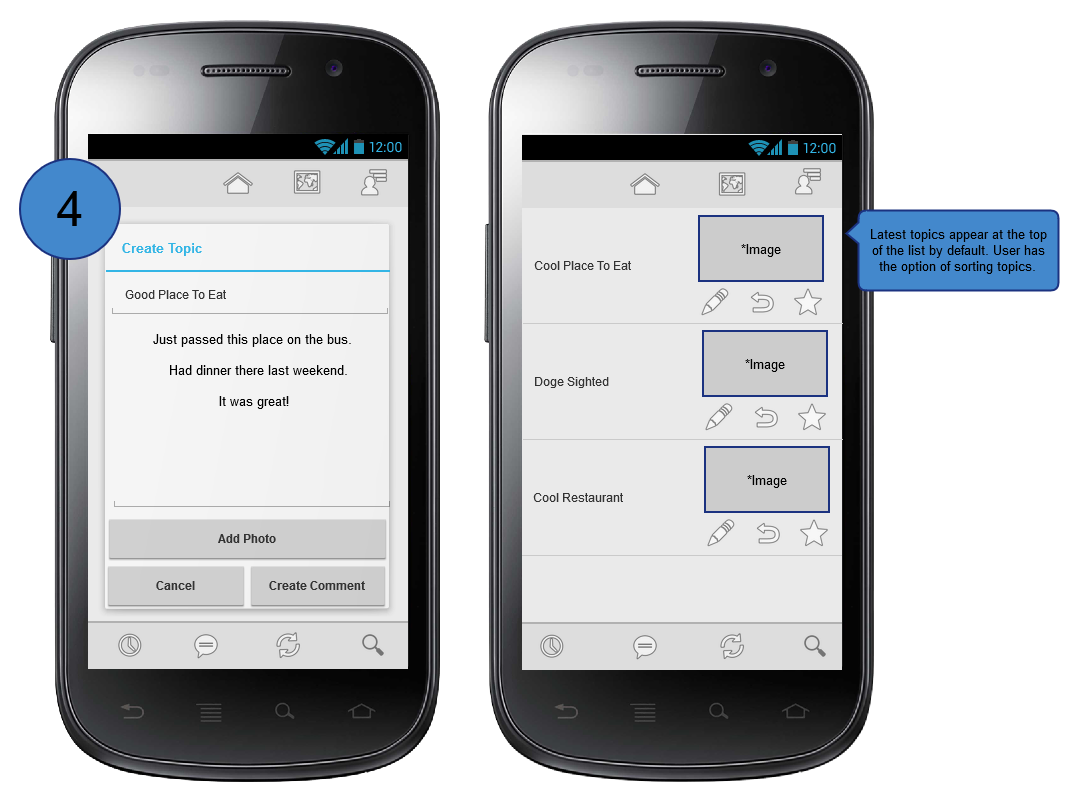 12:00
4
Create Topic
Good Place To Eat
Just passed this place on the bus.
Had dinner there last weekend.
It was great!
Add Photo
Cancel
Create Comment
12:00
Cool Place To Eat
*Image
Doge Sighted
*Image
Cool Restaurant
*Image
Latest topics appear at the top
of the list by default. User has
the option of sorting topics.